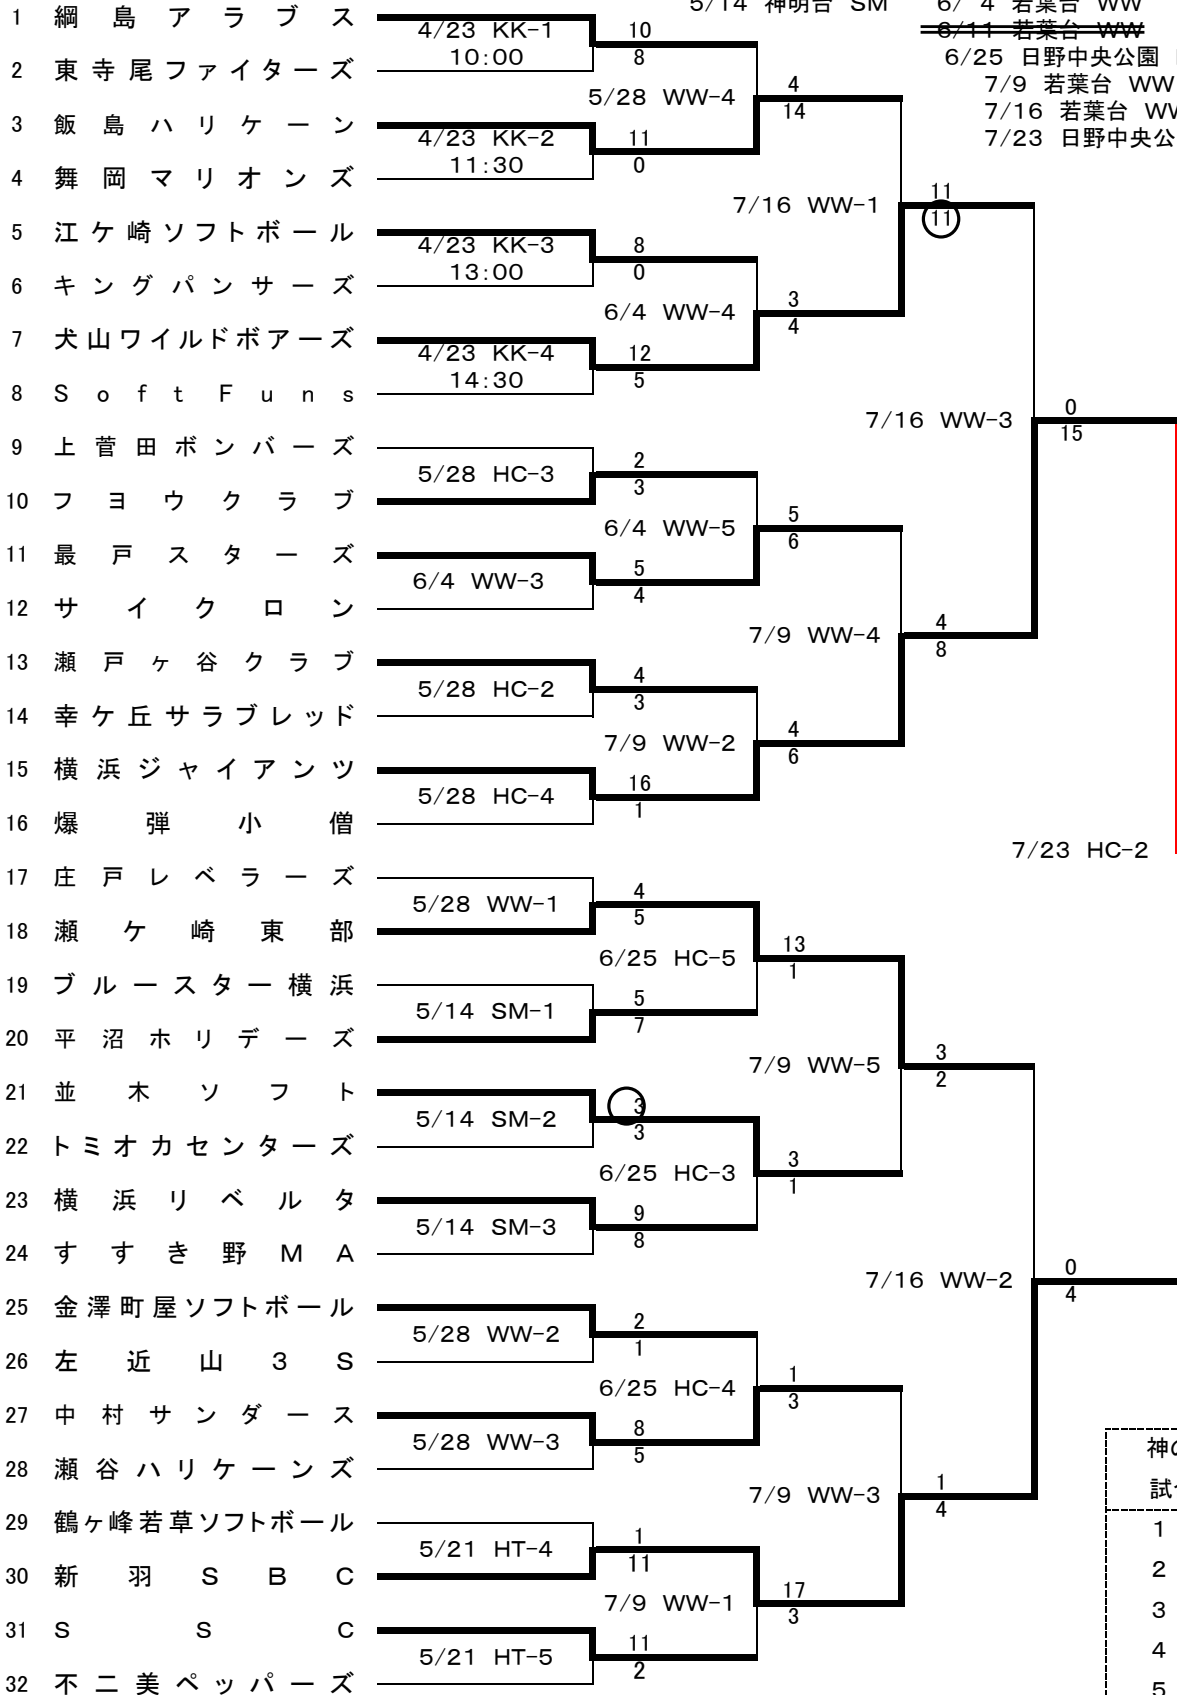 5/14 神明台 SM
6/ 4 若葉台 WW
6/11 若葉台 WW
6/25 日野中央公園
7/9 若葉台 WW
7/16 若葉台 WW
7/23 日野中央公
1 綱島アラブス
4/23 KK-1
10:00
10
8
2 東寺尾ファイターズ
5/28 WW-4
4
14
3 飯島ハリケーン
4/23 KK-2
11:30
11
0
4 舞岡マリオンズ
7/16 WW-1
11
11
5 江ケ崎ソフトボール
4/23 KK-3
13:00
8
0
6 キングパンサーズ
6/4 WW-4
3
4
7 犬山ワイルドボアーズ
4/23 KK-4
14:30
12
5
8 Soft Funs
7/16 WW-3
0
15
9 上菅田ボンバーズ
5/28 HC-3
2
3
10 フヨウクラブ
6/4 WW-5
5
6
11 最戸スターズ
6/4 WW-3
5
4
12 サイクロン
7/9 WW-4
4
8
13 瀬戸ヶ谷クラブ
5/28 HC-2
4
3
14 幸ケ丘サラブレッド
7/9 WW-2
4
6
15 横浜ジャイアンツ
5/28 HC-4
16
1
16 爆弾小僧
7/23 HC-2
17 庄戸レベラーズ
5/28 WW-1
4
5
18 瀬ケ崎東部
6/25 HC-5
13
1
19 ブルースター横浜
5/14 SM-1
5
7
20 平沼ホリデーズ
7/9 WW-5
3
2
21 並木ソフト
5/14 SM-2
3
3
22 トミオカセンターズ
6/25 HC-3
3
1
23 横浜リベルタ
5/14 SM-3
9
8
24 すすき野MA
7/16 WW-2
0
4
25 金澤町屋ソフトボール
5/28 WW-2
2
1
26 左近山3S
6/25 HC-4
1
3
27 中村サンダース
5/28 WW-3
8
5
28 瀬谷ハリケーンズ
7/9 WW-3
1
4
29 鶴ヶ峰若草ソフトボール
5/21 HT-4
1
11
30 新羽SBC
7/9 WW-1
17
3
31 SSC
5/21 HT-5
11
2
32 不二美ペッパーズ
神
試
1
2
3
4
5